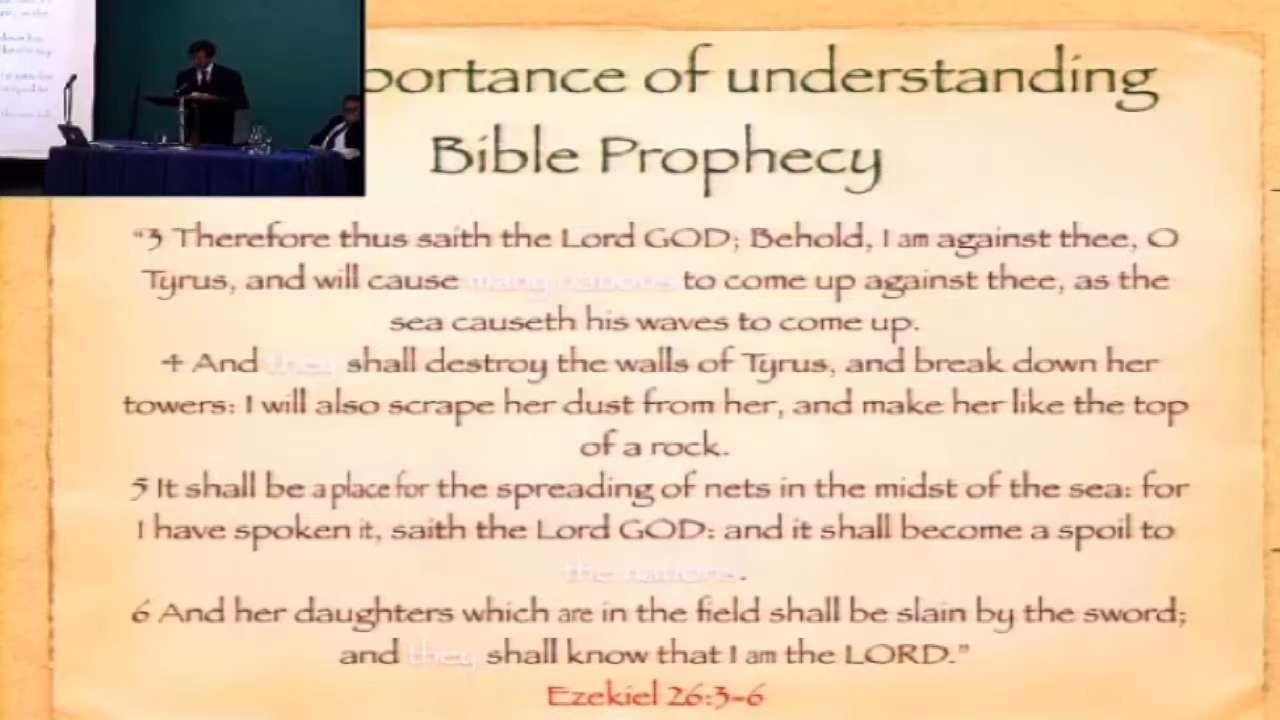 portance of understanding
Bible Prophecy
“3 Therefore thus saith the Lord GOD; Behold, I am against thee, O
Tyrus, and will cause many nations to come up against thee, as the
sea causeth his waves to come up.
4 And they shall destroy the walls of Tyrus, and break down her
towers: I will also scrape her dust from her, and make her like the top
of a rock.
5 It shall be a place for the spreading of nets in the midst of the sea: for
I have spoken it, saith the Lord GOD: and it shall become a spoil to
the nations.
6 And her daughters which are in the field shall be slain by the sword;
and they shall know that I am the LORD.”
Ezekiel 26:3-6